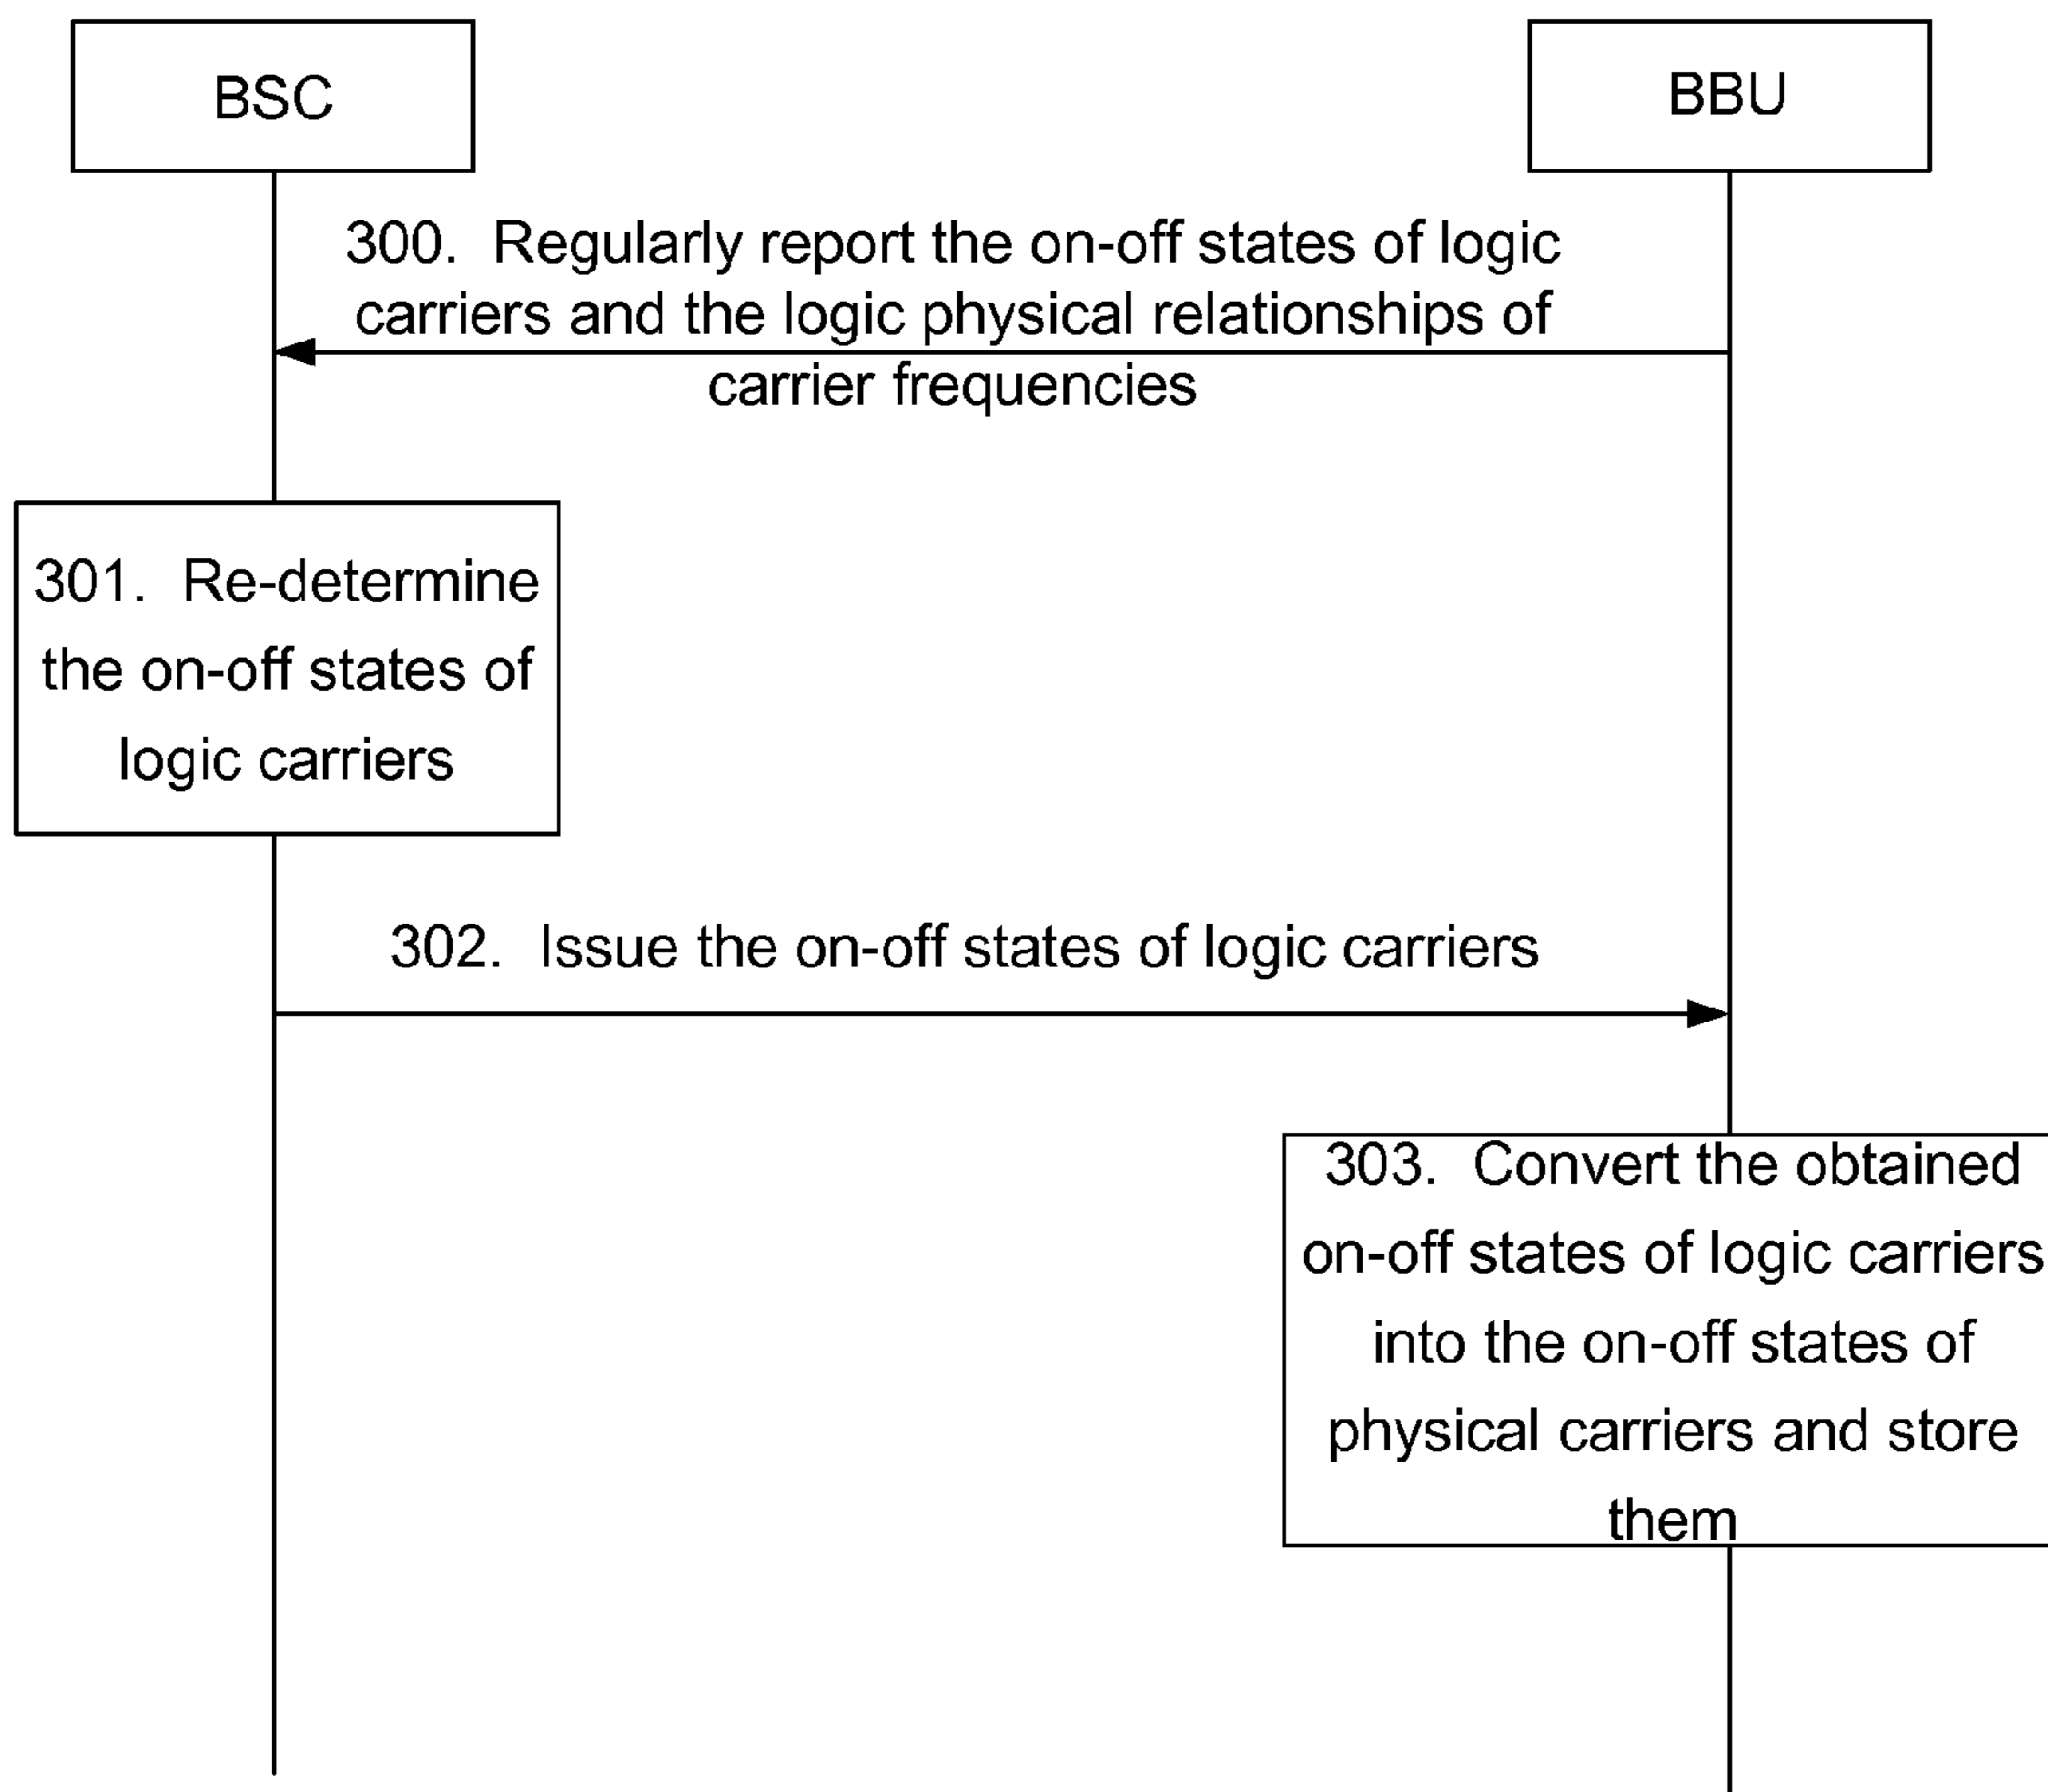 BSC
BBU
300. Regularly report the on-off states of logic
carriers and the logic physical relationships of
carrier frequencies
301. Re-determine
the on-off states of
logic carriers
302. Issue the on-off states of logic carriers
303. Convert the obtained
on-off states of logic carriers
into the on-off states of
physical carriers and store
them